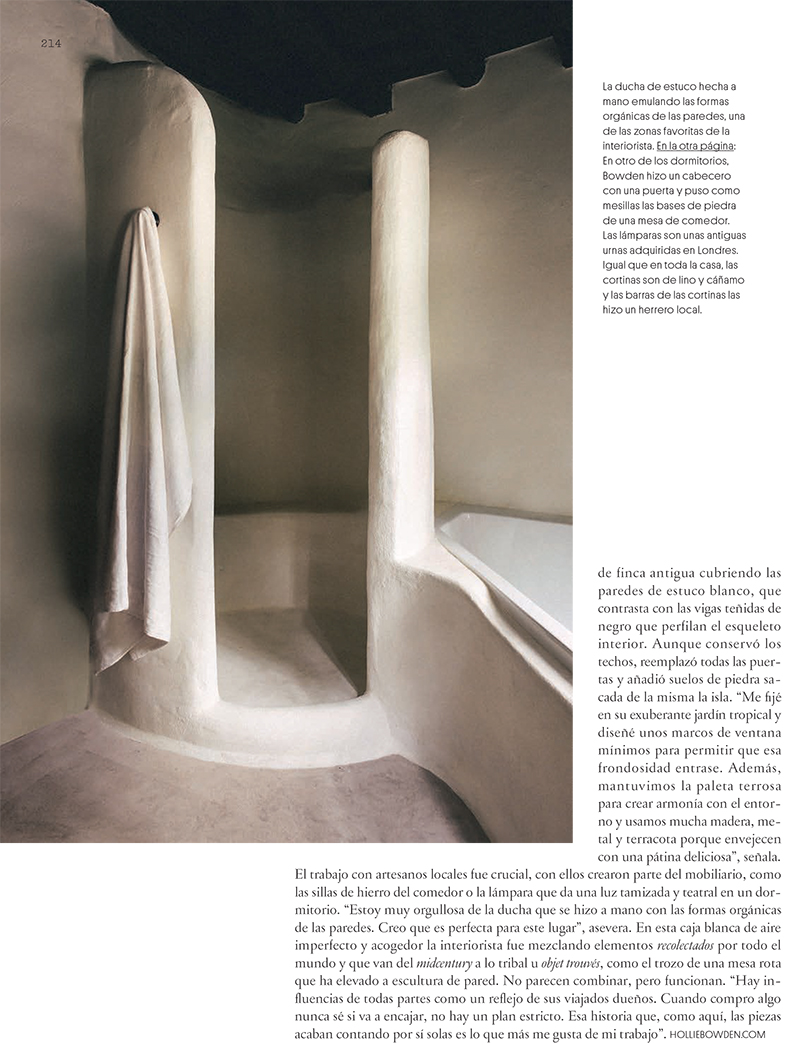 214
La ducha de estuco hecha a
mano emulando las formas
orgánicas de las paredes, una
de las zonas favoritas de la
interiorista. En la otra página:
En otro de los dormitorios,
Bowden hizo un cabecero
con una puerta y puso como
mesillas las bases de piedra
de una mesa de comedor.
Las lámparas son unas antiguas
urnas adquiridas en Londres.
Igual que en toda la casa, las
cortinas son de lino y cáñamo
y las barras de las cortinas las
hizo un herrero local.
de finca antigua cubriendo las
paredes de estuco blanco, que
contrasta con las vigas teñidas de
negro que perfilan el esqueleto
interior. Aunque conservó los
techos, reemplazó todas las puer-
tas y añadió suelos de piedra sa-
cada de la misma la isla. “Me fijé
en su exuberante jardín tropical y
diseñé unos marcos de ventana
mínimos para permitir que esa
frondosidad entrase. Además,
mantuvimos la paleta terrosa
para crear armonía con el entor-
no y usamos mucha madera, me-
tal y terracota porque envejecen
con una pátina deliciosa”, señala.
El trabajo con artesanos locales fue crucial, con ellos crearon parte del mobiliario, como
las sillas de hierro del comedor o la lámpara que da una luz tamizada y teatral en un dor-
mitorio. “Estoy muy orgullosa de la ducha que se hizo a mano con las formas orgánicas
de las paredes. Creo que es perfecta para este lugar”, asevera. En esta caja blanca de aire
imperfecto y acogedor la interiorista fue mezclando elementos recolectados por todo el
mundo y que van del midcentury a lo tribal u objet trouvés, como el trozo de una mesa rota
que ha elevado a escultura de pared. No parecen combinar, pero funcionan. “Hay in-
fluencias de todas partes como un reflejo de sus viajados dueños. Cuando compro algo
nunca sé si va a encajar, no hay un plan estricto. Esa historia que, como aquí, las piezas
acaban contando por sí solas es lo que más me gusta de mi trabajo”. HOLLIEBOWDEN.COM